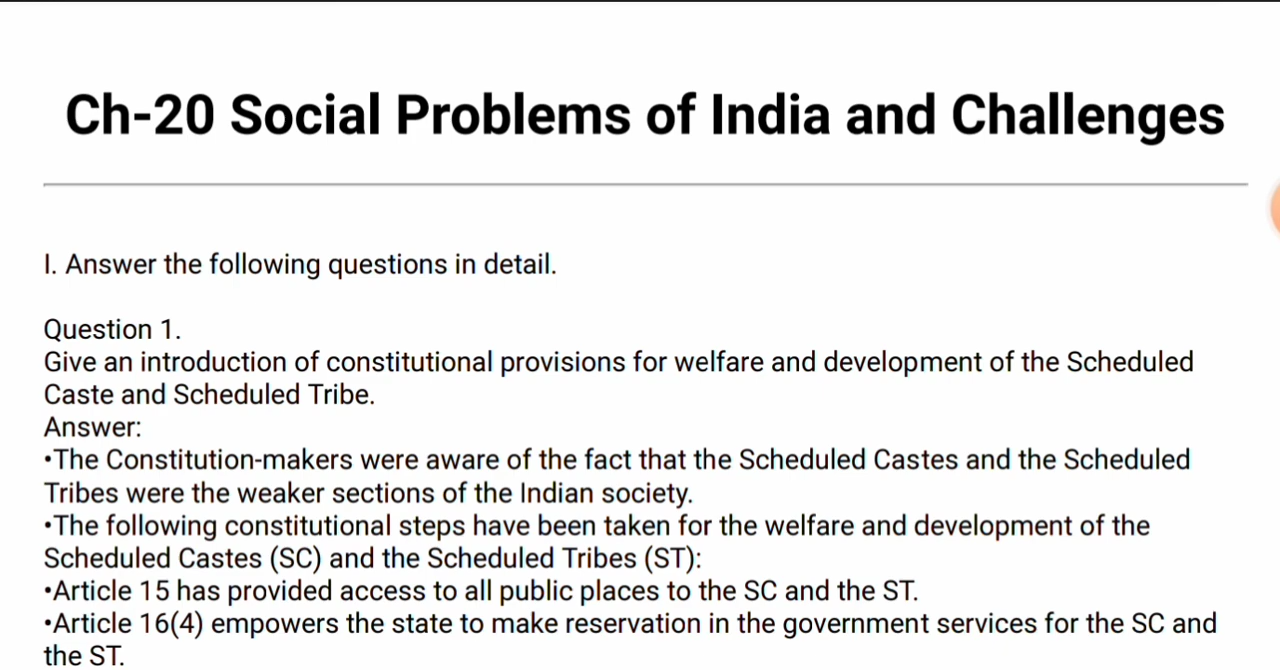 Ch-20 Social Problems of India and Challenges
I. Answer the following questions in detail.
Question 1.
Give an introduction of constitutional provisions for welfare and development of the Scheduled
Caste and Scheduled Tribe.
Answer:
•The Constitution-makers were aware of the fact that the Scheduled Castes and the Scheduled
Tribes were the weaker sections of the Indian society.
•The following constitutional steps have been taken for the welfare and development of the
Scheduled Castes (SC) and the Scheduled Tribes (ST):
•Article 15 has provided access to all public places to the SC and the ST.
•Article 16(4) empowers the state to make reservation in the government services for the SC and
the ST.